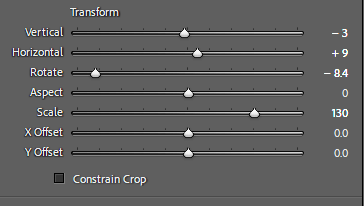 Transform
Vertical − 3
Horizontal + 9
Rotate − 8.4
Aspect 0
Scale 130
X Offset 0.0
Y Offset 0.0
Constrain Crop